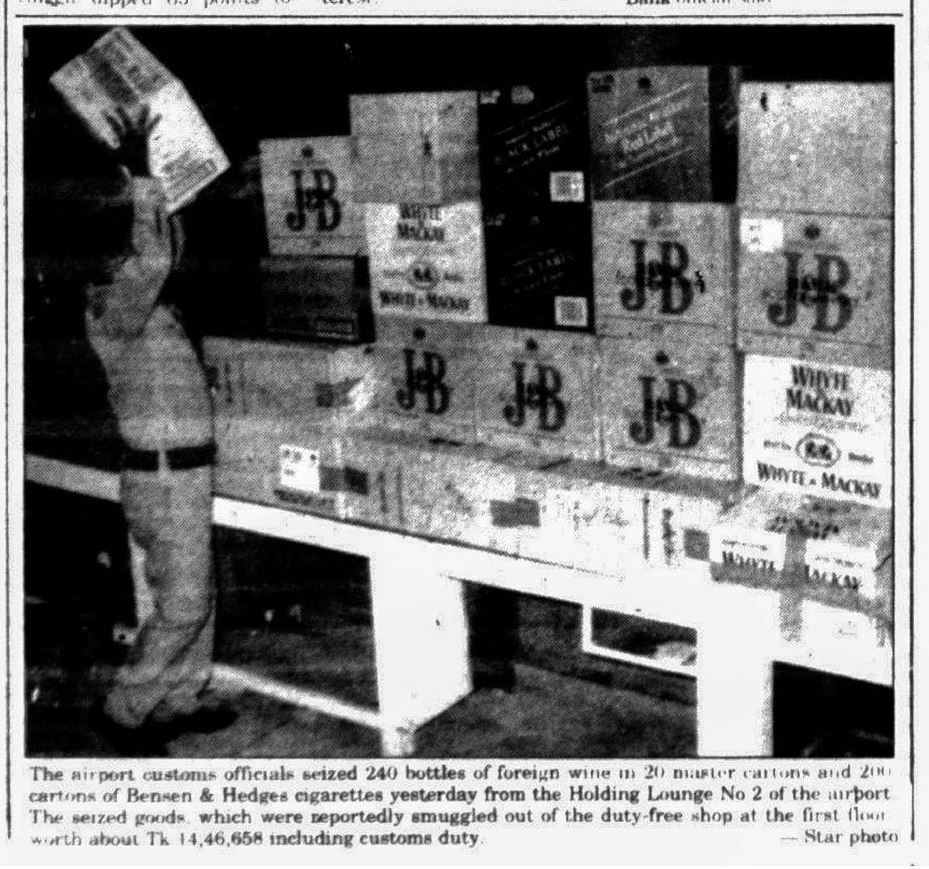 J&B
WHYTE
MACKAY
WHYTE & MACKAY
BLACK LABEL
Red Label
J&B
J&B
J&B
J&B
J&B
WHYTE
MACKAY
WHYTE & MACKAY
WHYTE MACKAY
The airport customs officials seized 240 bottles of foreign wine in 20 master cartons and 200
cartons of Bensen & Hedges cigarettes yesterday from the Holding Lounge No 2 of the airport
The seized goods, which were reportedly smuggled out of the duty-free shop at the first floor
worth about Tk 14,46,658 including customs duty.
— Star photo